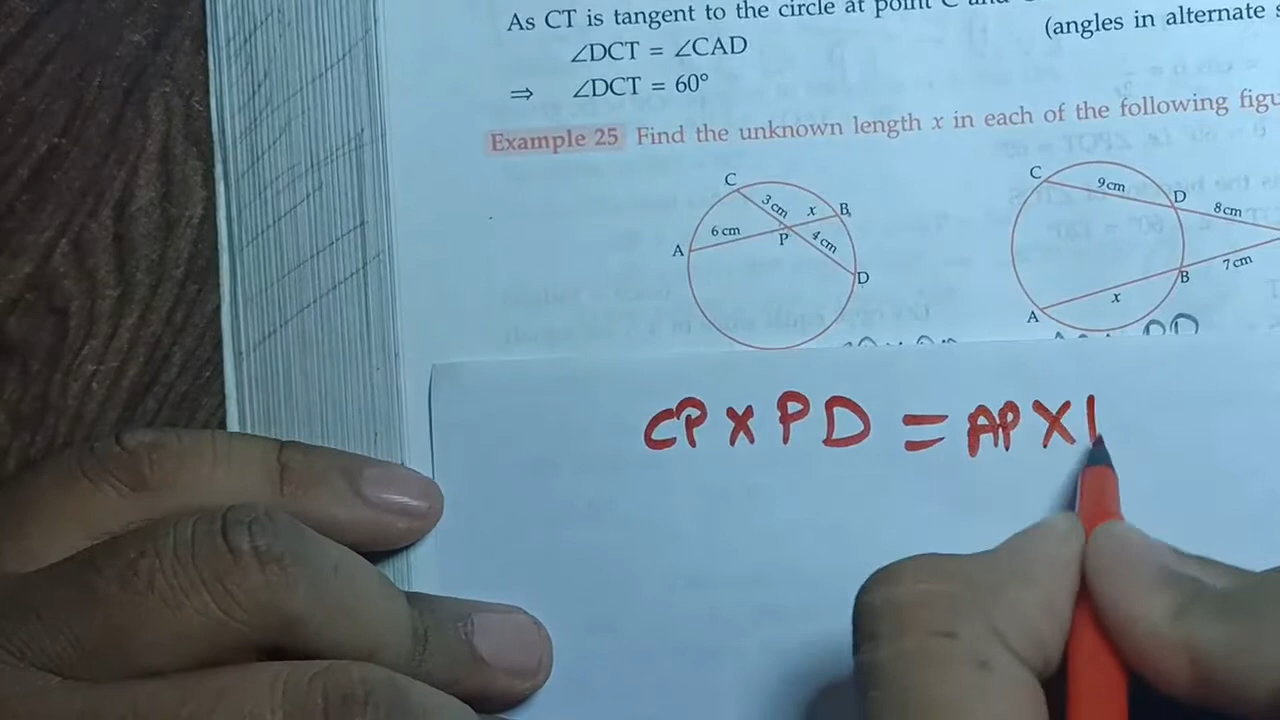 As CT is tangent to the circle at point C and
(angles in alternate
∠DCT = ∠CAD
⇒ ∠DCT = 60°
Example 25 Find the unknown length x in each of the following
C
3 cm
x
B
6 cm
A
P
4 cm
D
C
9 cm
D
8 cm
B
7 cm
x
A
CP X PD = AP X